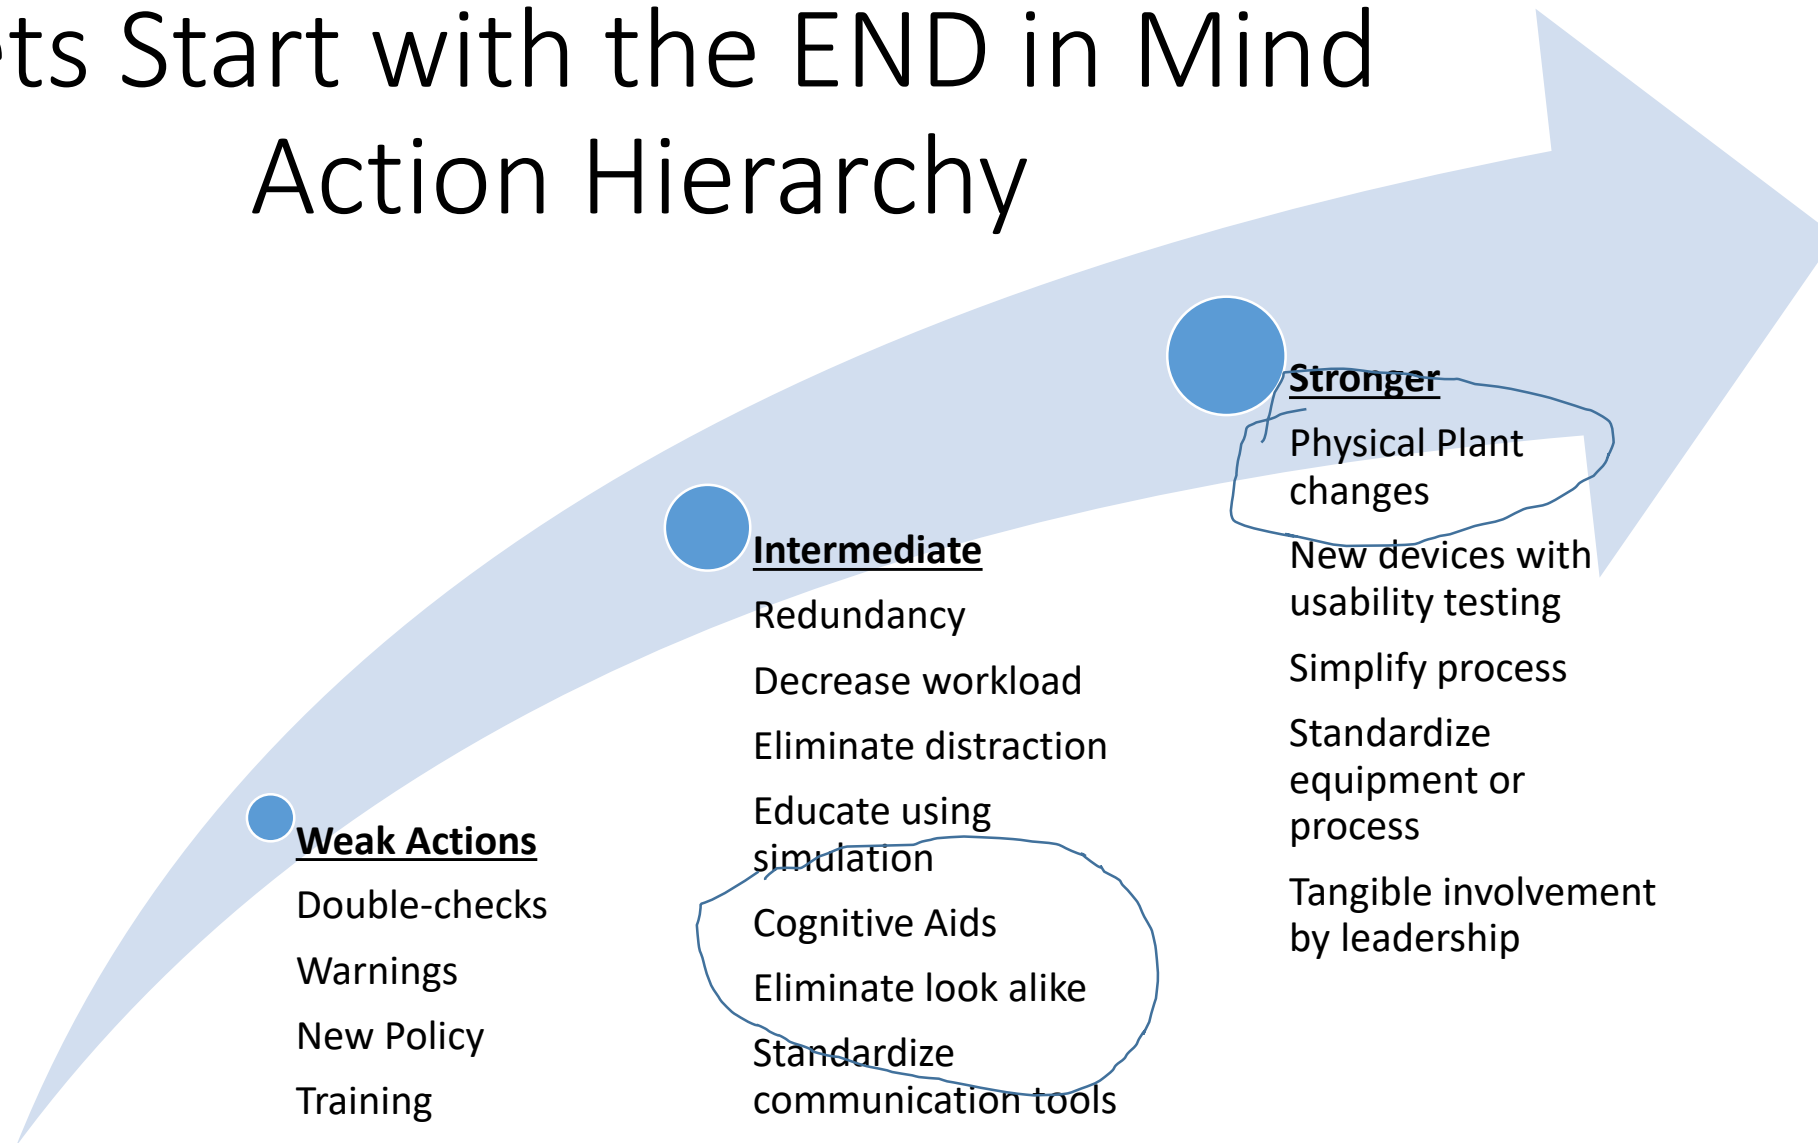 ts Start with the END in Mind
Action Hierarchy
Weak Actions
Double-checks
Warnings
New Policy
Training
Intermediate
Redundancy
Decrease workload
Eliminate distraction
Educate using
simulation
Cognitive Aids
Eliminate look alike
Standardize
communication tools
Stronger
Physical Plant
changes
New devices with
usability testing
Simplify process
Standardize
equipment or
process
Tangible involvement
by leadership